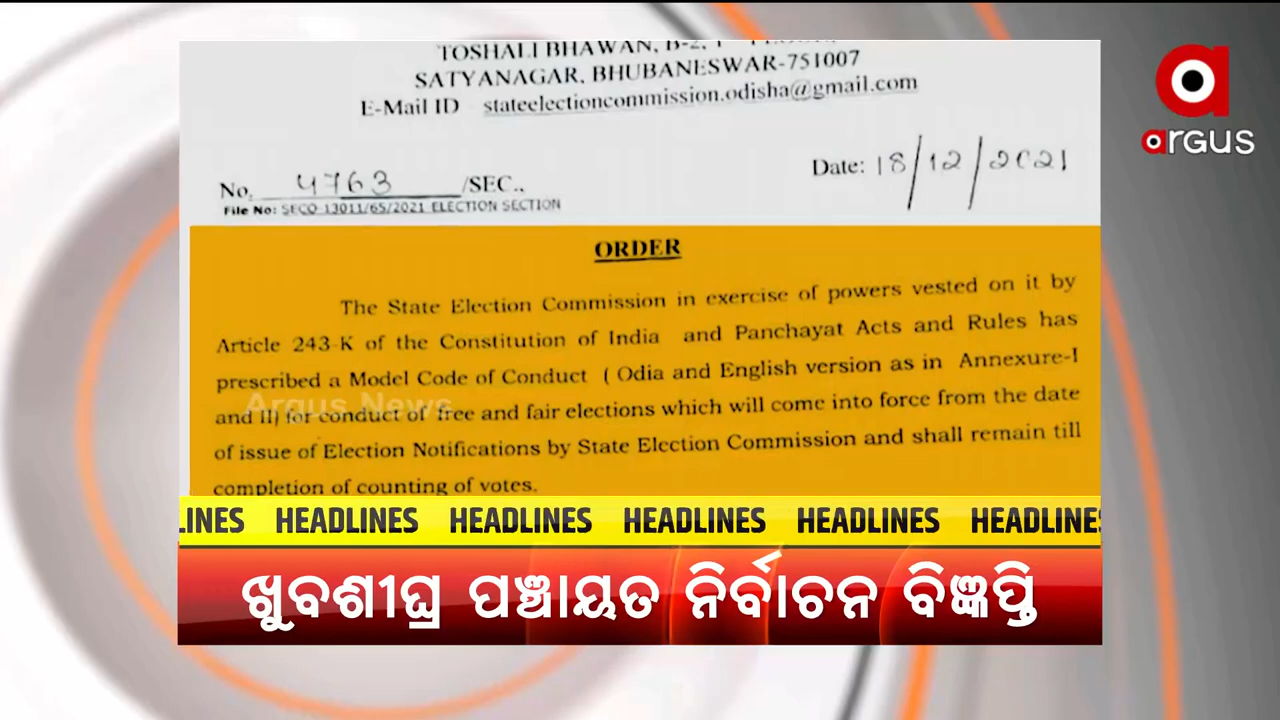 TOSHALI BHAWAN, B-2,
SATYANAGAR, BHUBANESWAR-751007
E-Mail ID stateelectioncommission.odisha@gmail.com
No. 4763 /SEC.,
Date: 18/12/2021
File No: SECO-13011/65/2021 ELECTION SECTION
ORDER
The State Election Commission in exercise of powers vested on it by
Article 243-K of the Constitution of India and Panchayat Acts and Rules has
prescribed a Model Code of Conduct ( Odia and English version as in Annexure-I
and II) for conduct of free and fair elections which will come into force from the date
of issue of Election Notifications by State Election Commission and shall remain till
completion of counting of votes.
Argus News
LINES HEADLINES HEADLINES HEADLINES HEADLINES HEADLINES
ଖୁବଶୀଘ୍ର ପଞ୍ଚାୟତ ନିର୍ବାଚନ ବିଜ୍ଞପ୍ତି
a
argus